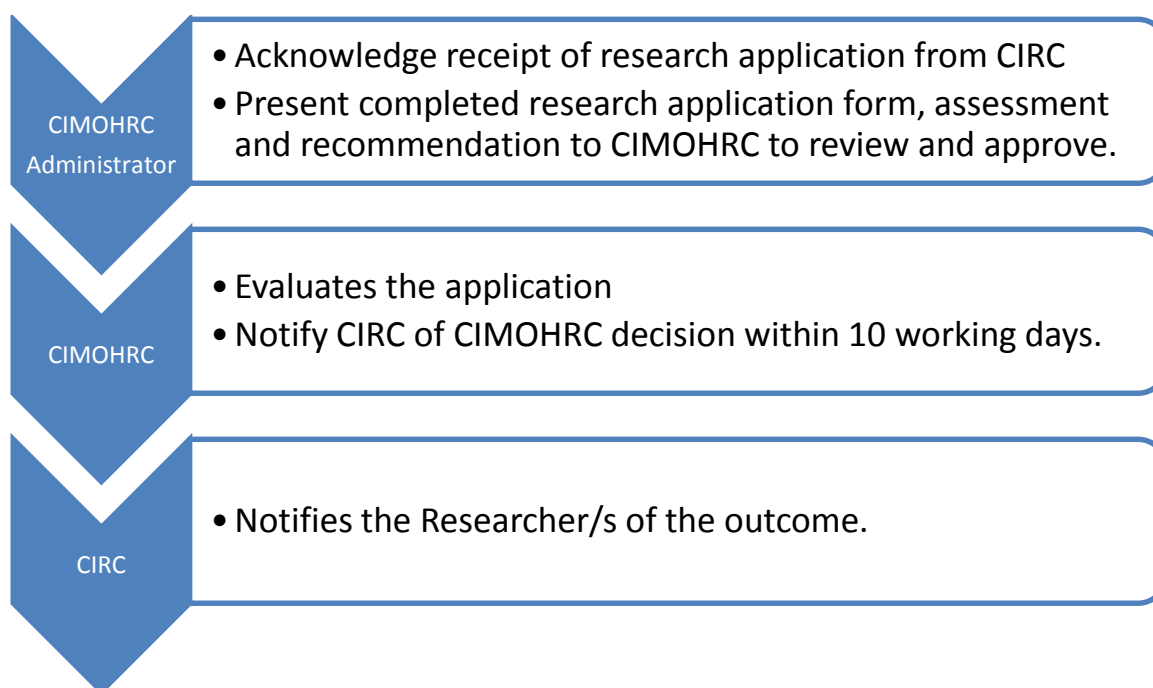 CIMOHRC
Administrator
• Acknowledge receipt of research application from CIRC
• Present completed research application form, assessment
and recommendation to CIMOHRC to review and approve.
CIMOHRC
• Evaluates the application
• Notify CIRC of CIMOHRC decision within 10 working days.
CIRC
• Notifies the Researcher/s of the outcome.